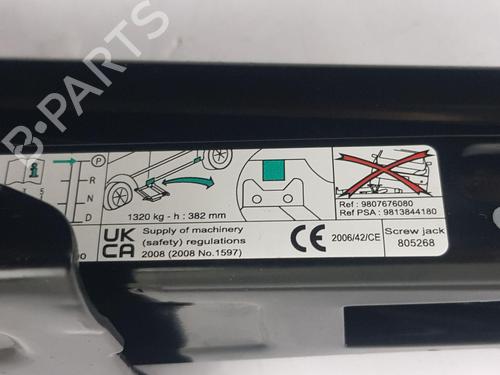 B-PARTS
P
R
N
D
5
1320 kg - h : 382 mm
Ref : 9807676080
Ref PSA : 9813844180
UK
CA
Supply of machinery
(safety) regulations
2008 (2008 No.1597)
CE
2006/42/CE
Screw jack
805268